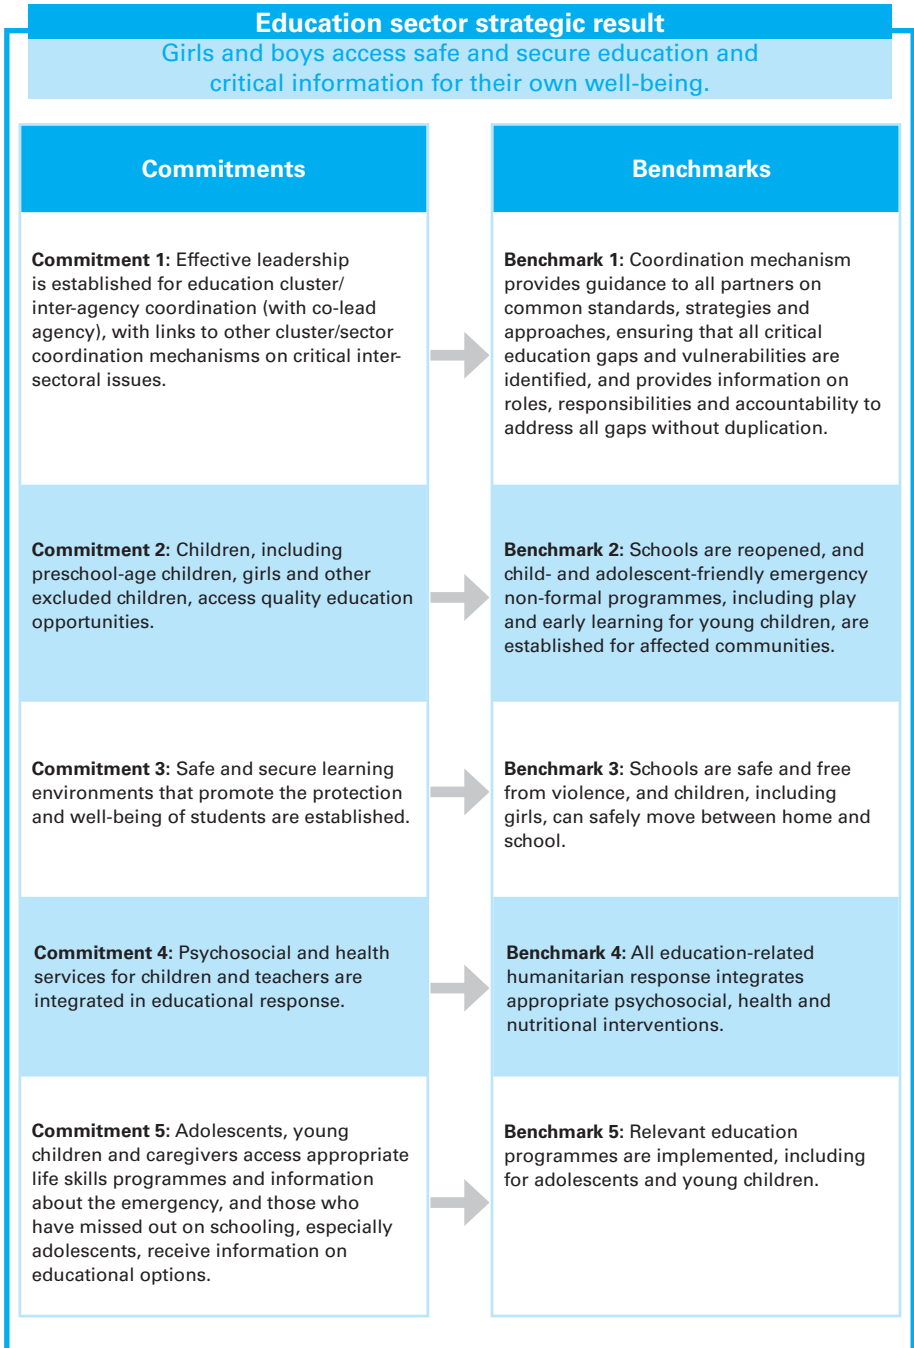 Education sector strategic result
Girls and boys access safe and secure education and
critical information for their own well-being.
Commitments
Benchmarks
Commitment 1: Effective leadership
is established for education cluster/
inter-agency coordination (with co-lead
agency), with links to other cluster/sector
coordination mechanisms on critical inter-
sectoral issues.
Benchmark 1: Coordination mechanism
provides guidance to all partners on
common standards, strategies and
approaches, ensuring that all critical
education gaps and vulnerabilities are
identified, and provides information on
roles, responsibilities and accountability to
address all gaps without duplication.
Commitment 2: Children, including
preschool-age children, girls and other
excluded children, access quality education
opportunities.
Benchmark 2: Schools are reopened, and
child- and adolescent-friendly emergency
non-formal programmes, including play
and early learning for young children, are
established for affected communities.
Commitment 3: Safe and secure learning
environments that promote the protection
and well-being of students are established.
Benchmark 3: Schools are safe and free
from violence, and children, including
girls, can safely move between home and
school.
Commitment 4: Psychosocial and health
services for children and teachers are
integrated in educational response.
Benchmark 4: All education-related
humanitarian response integrates
appropriate psychosocial, health and
nutritional interventions.
Commitment 5: Adolescents, young
children and caregivers access appropriate
life skills programmes and information
about the emergency, and those who
have missed out on schooling, especially
adolescents, receive information on
educational options.
Benchmark 5: Relevant education
programmes are implemented, including
for adolescents and young children.